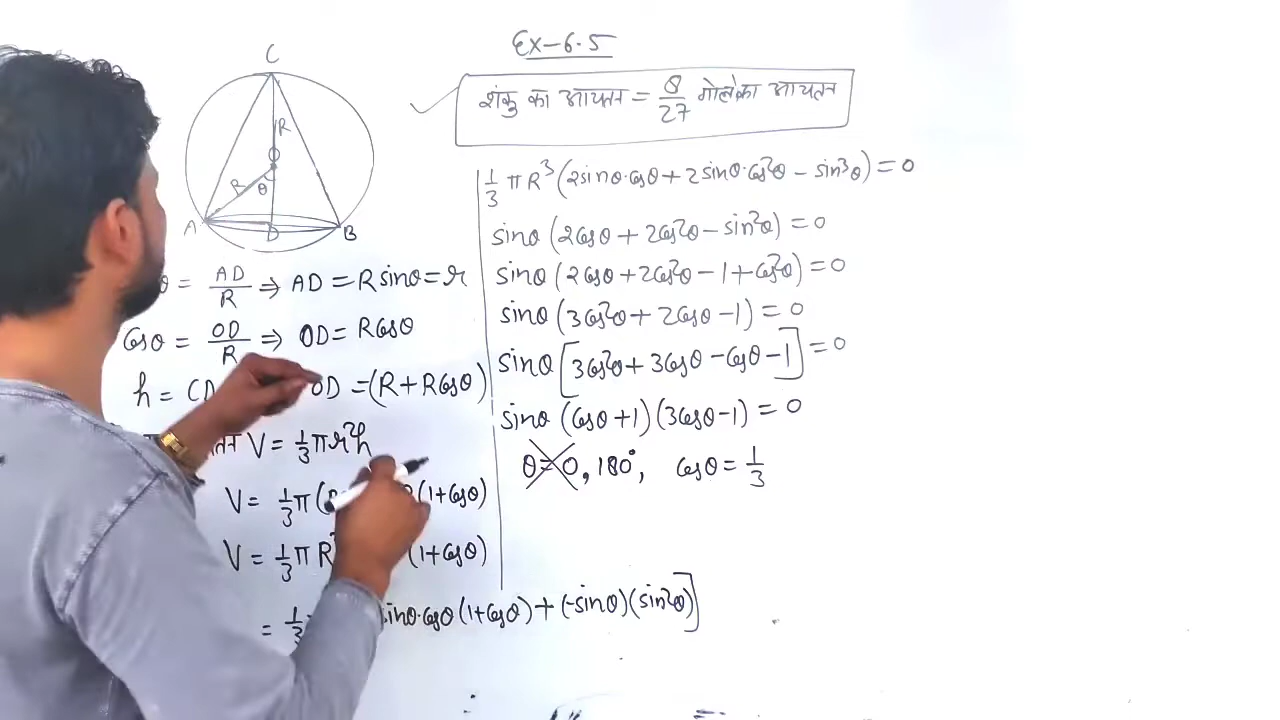 Ex-6.5
शंकु का आयतन = 8/27 गोले का आयतन
C
R
O
R
θ
A
D
B
θ = AD/R ⇒ AD = R sinθ = r
Cosθ = OD/R ⇒ OD = R Cosθ
h = CD OD = (R + R Cosθ)
V = 1/3 π r²h
V = 1/3 π ( (1+Cosθ)
V = 1/3 π R (1+Cosθ)
= 1/3 sinθ·Cosθ (1+Cosθ) + (-sinθ)(sin²θ)]
1/3 π R³ (2sinθ·Cosθ + 2sinθ·Cos²θ - sin³θ) = 0
sinθ (2Cosθ + 2Cos²θ - sin²θ) = 0
sinθ (2Cosθ + 2Cos²θ - 1 + Cos²θ) = 0
sinθ (3Cos²θ + 2Cosθ - 1) = 0
sinθ [3Cos²θ + 3Cosθ - Cosθ - 1] = 0
sinθ (Cosθ + 1) (3Cosθ - 1) = 0
θ = 0, 180°, Cosθ = 1/3